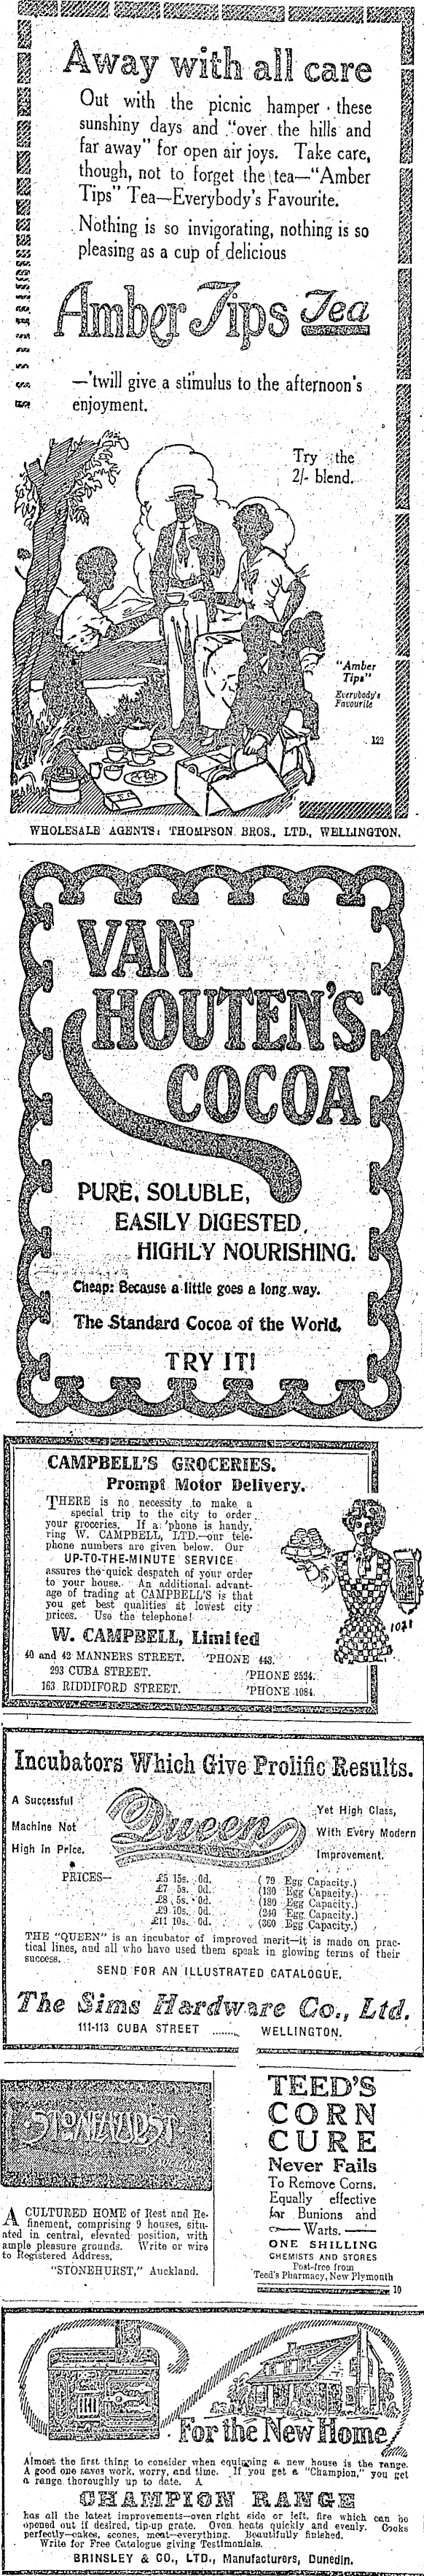 Away with all care
Out with the picnic hamper these
sunshiny days and "over the hills and
far away" for open air joys. Take care,
though, not to forget the tea—"Amber
Tips" Tea—Everybody's Favourite.
Nothing is so invigorating, nothing is so
pleasing as a cup of delicious
Amber Tips Tea
—'twill give a stimulus to the afternoon's
enjoyment.
Try the
2/- blend.
"Amber
Tips"
Everybody's
Favourite
122
WHOLESALE AGENTS: THOMPSON BROS., LTD., WELLINGTON.
VAN
HOUTEN'S
COCOA
PURE, SOLUBLE,
EASILY DIGESTED,
HIGHLY NOURISHING.
Cheap: Because a little goes a long way.
The Standard Cocoa of the World.
TRY IT!
CAMPBELL'S GROCERIES.
Prompt Motor Delivery.
THERE is no necessity to make a
special trip to the city to order
your groceries. If a 'phone is handy,
ring W. CAMPBELL, LTD.—our tele-
phone numbers are given below. Our
UP-TO-THE-MINUTE SERVICE
assures the quick despatch of your order
to your house. An additional advant-
age of trading at CAMPBELL'S is that
you get best qualities at lowest city
prices. Use the telephone!
W. CAMPBELL, Limited
40 and 42 MANNERS STREET. 'PHONE 443.
293 CUBA STREET. 'PHONE 2524.
163 RIDDIFORD STREET. 'PHONE 1084.
1071
Incubators Which Give Prolific Results.
A Successful
Machine Not
High in Price.
Queen
Yet High Class,
With Every Modern
Improvement.
PRICES— £5 15s. 0d. (70 Egg Capacity.)
£7 5s. 0d. (130 Egg Capacity.)
£8 5s. 0d. (180 Egg Capacity.)
£9 10s. 0d. (240 Egg Capacity.)
£11 10s. 0d. (360 Egg Capacity.)
THE "QUEEN" is an incubator of improved merit—it is made on prac-
tical lines, and all who have used them speak in glowing terms of their
success.
SEND FOR AN ILLUSTRATED CATALOGUE.
The Sims Hardware Co., Ltd.
111-113 CUBA STREET ........ WELLINGTON.
STONEHURST
A CULTURED HOME of Rest and Re-
finement, comprising 9 houses, situ-
ated in central, elevated position, with
ample pleasure grounds. Write or wire
to Registered Address,
"STONEHURST," Auckland.
TEED'S
CORN
CURE
Never Fails
To Remove Corns.
Equally effective
for Bunions and
Warts.
ONE SHILLING
CHEMISTS AND STORES
Post-free from
Teed's Pharmacy, New Plymouth
10
For the New Home
Almost the first thing to consider when equipping a new house is the range.
A good one saves work, worry, and time. If you get a "Champion," you get
a range thoroughly up to date. A
CHAMPION RANGE
has all the latest improvements—oven right side or left, fire which can be
opened out if desired, tip-up grate. Oven heats quickly and evenly. Cooks
perfectly—cakes, scones, meat—everything. Beautifully finished.
Write for Free Catalogue giving Testimonials.
BRINSLEY & CO., LTD., Manufacturers, Dunedin.